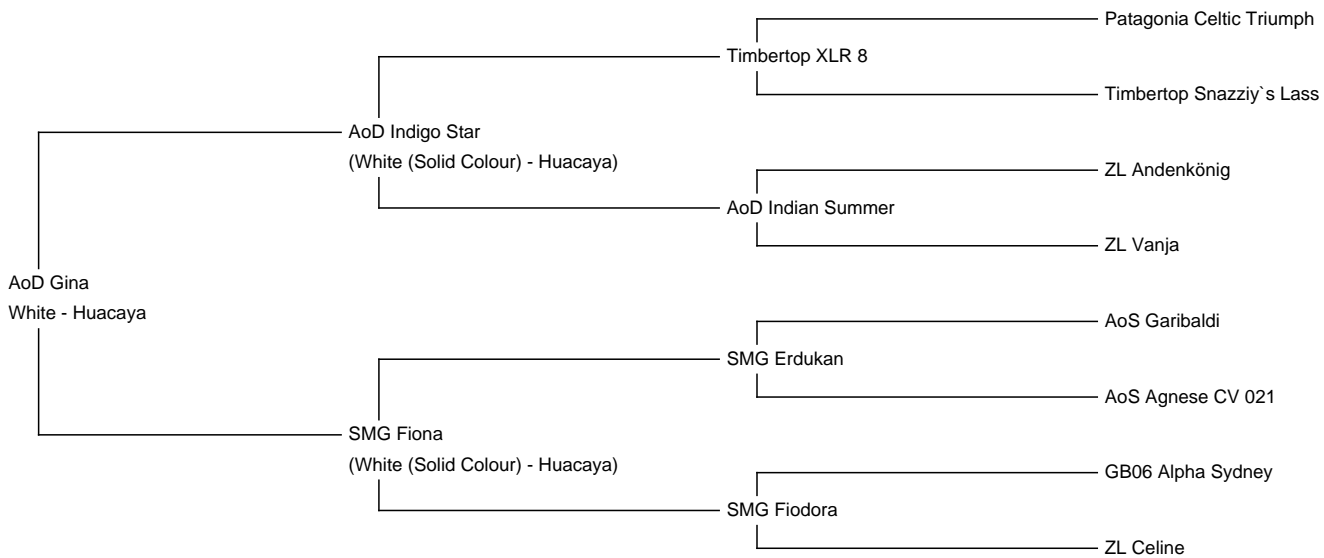 Patagonia Celtic Triumph
Timbertop XLR 8
Timbertop Snazziy`s Lass
AoD Indigo Star
(White (Solid Colour) - Huacaya)
ZL Andenkönig
AoD Indian Summer
ZL Vanja
AoD Gina
White - Huacaya
AoS Garibaldi
SMG Erdukan
AoS Agnese CV 021
SMG Fiona
(White (Solid Colour) - Huacaya)
GB06 Alpha Sydney
SMG Fiodora
ZL Celine